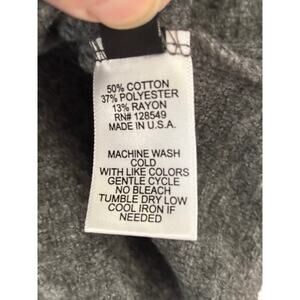 50% COTTON
37% POLYESTER
13% RAYON
RN# 128549
MADE IN U.S.A.
MACHINE WASH
COLD
WITH LIKE COLORS
GENTLE CYCLE
NO BLEACH
TUMBLE DRY LOW
COOL IRON IF
NEEDED